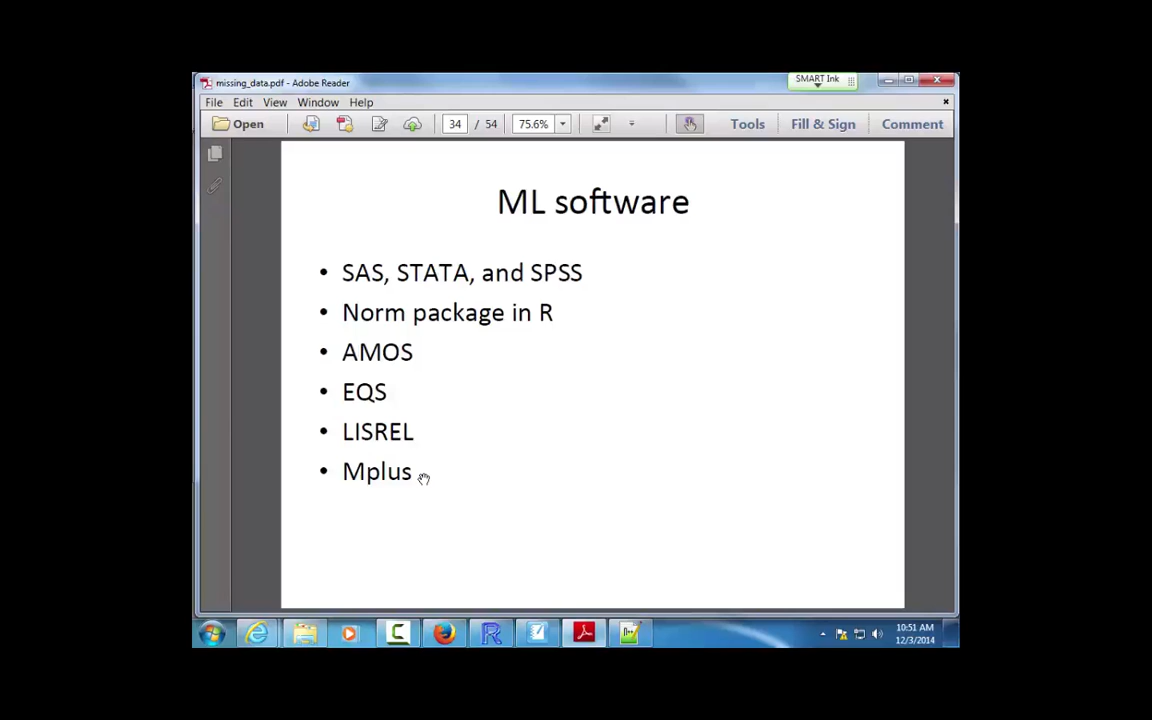 missing_data.pdf - Adobe Reader
SMART Ink
File Edit View Window Help
Open 34 / 54 75.6% Tools Fill & Sign Comment
ML software
• SAS, STATA, and SPSS
• Norm package in R
• AMOS
• EQS
• LISREL
• Mplus
10:51 AM
12/3/2014